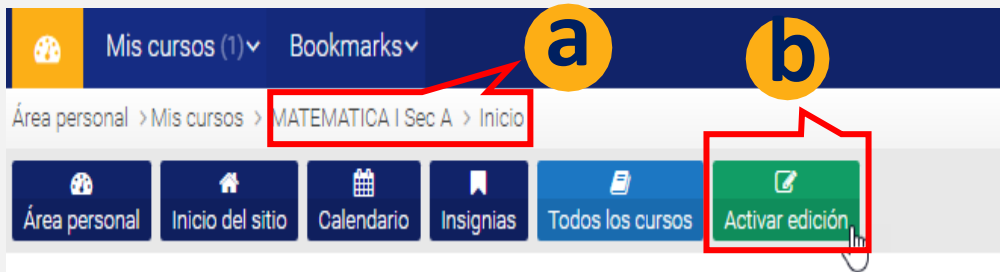 Mis cursos (1) Bookmarks a b
Área personal > Mis cursos > MATEMATICA I Sec A > Inicio
Área personal Inicio del sitio Calendario Insignias Todos los cursos Activar edición